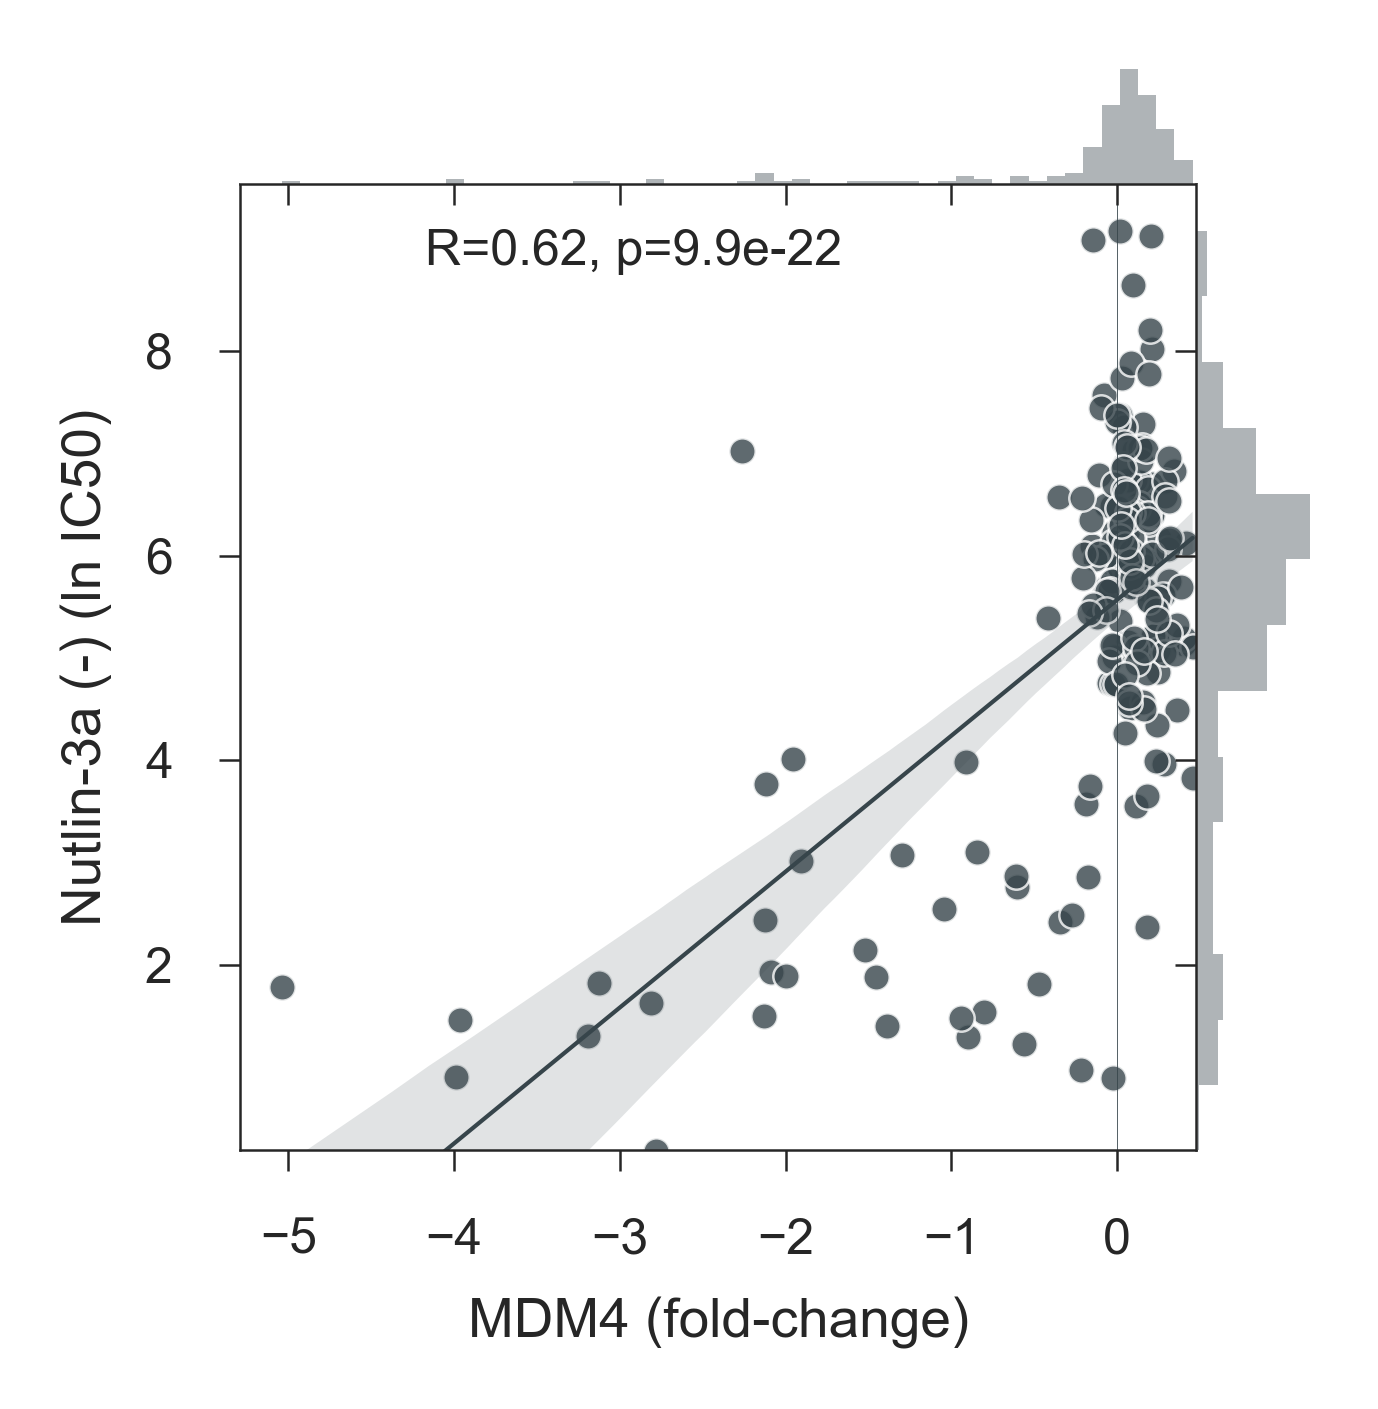 R=0.62, p=9.9e-22
8
6
4
2
Nutlin-3a (-) (ln IC50)
−5 −4 −3 −2 −1 0
MDM4 (fold-change)